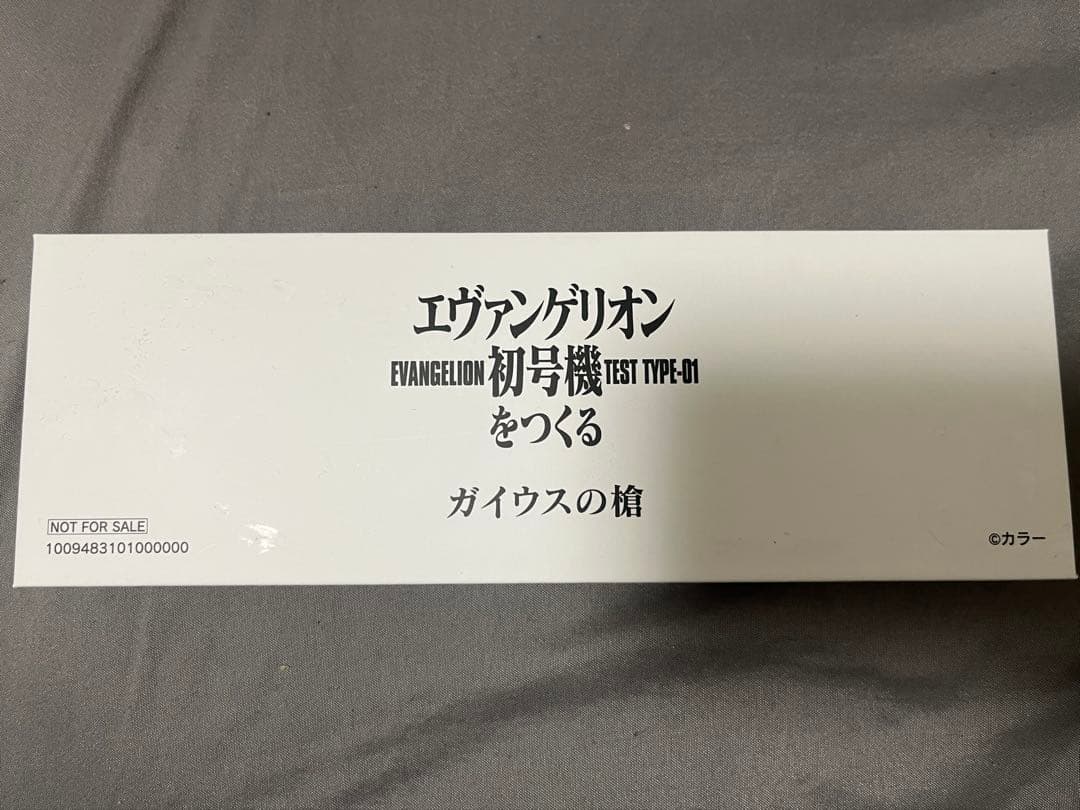 エヴァンゲリオン
EVANGELION 初号機 TEST TYPE-01
をつくる
ガイウスの槍
NOT FOR SALE
1009483101000000
©カラー